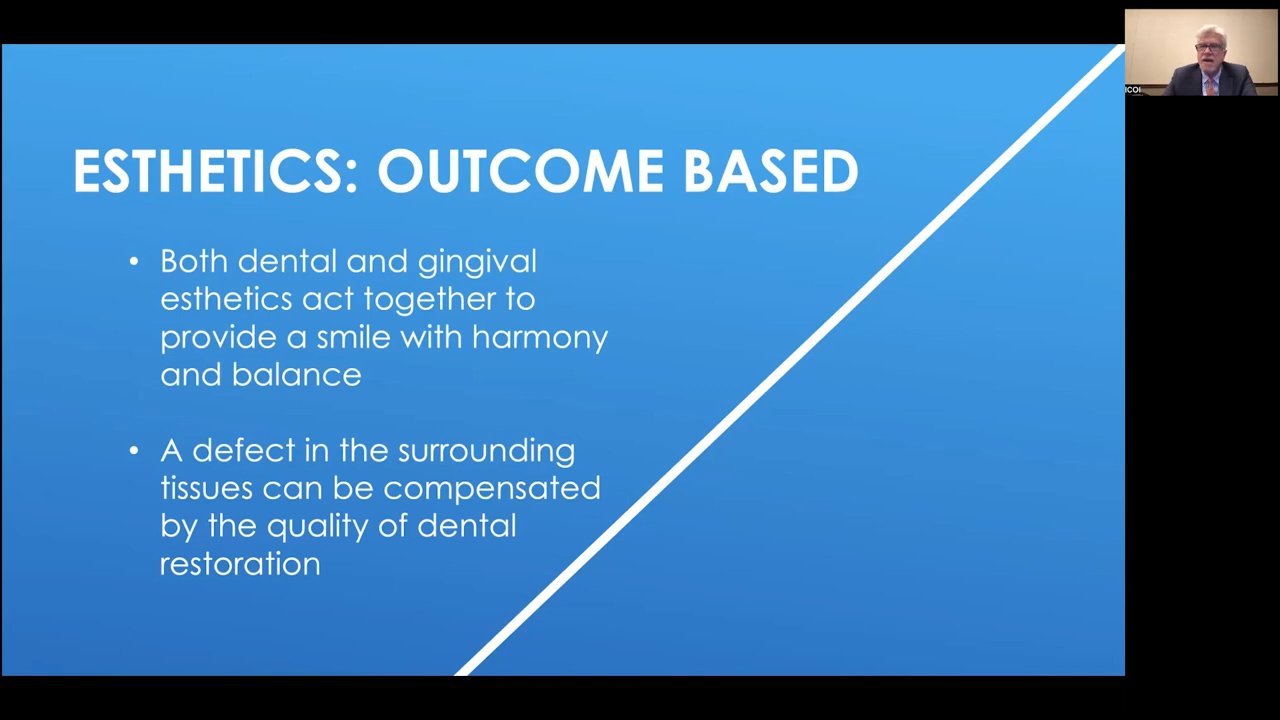 ESTHETICS: OUTCOME BASED
• Both dental and gingival
esthetics act together to
provide a smile with harmony
and balance
• A defect in the surrounding
tissues can be compensated
by the quality of dental
restoration
ICOI